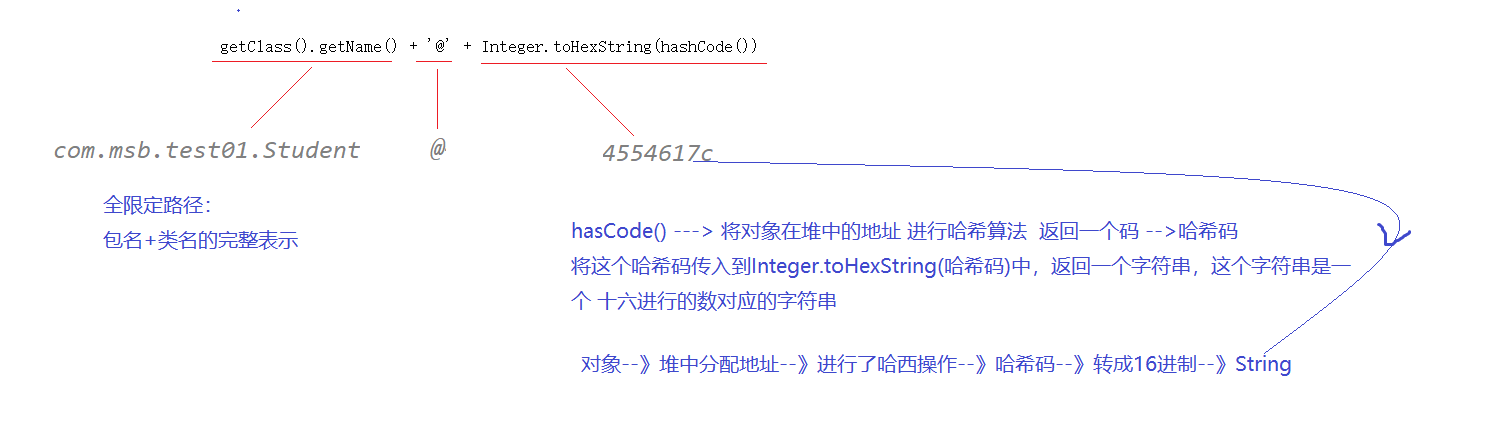 getClass().getName() + '@' + Integer.toHexString(hashCode())
com.msb.test01.Student @ 4554617c
全限定路径：
包名+类名的完整表示
hasCode() ---> 将对象在堆中的地址 进行哈希算法 返回一个码 -->哈希码
将这个哈希码传入到Integer.toHexString(哈希码)中，返回一个字符串，这个字符串是一
个 十六进行的数对应的字符串
对象--》堆中分配地址--》进行了哈西操作--》哈希码--》转成16进制--》String